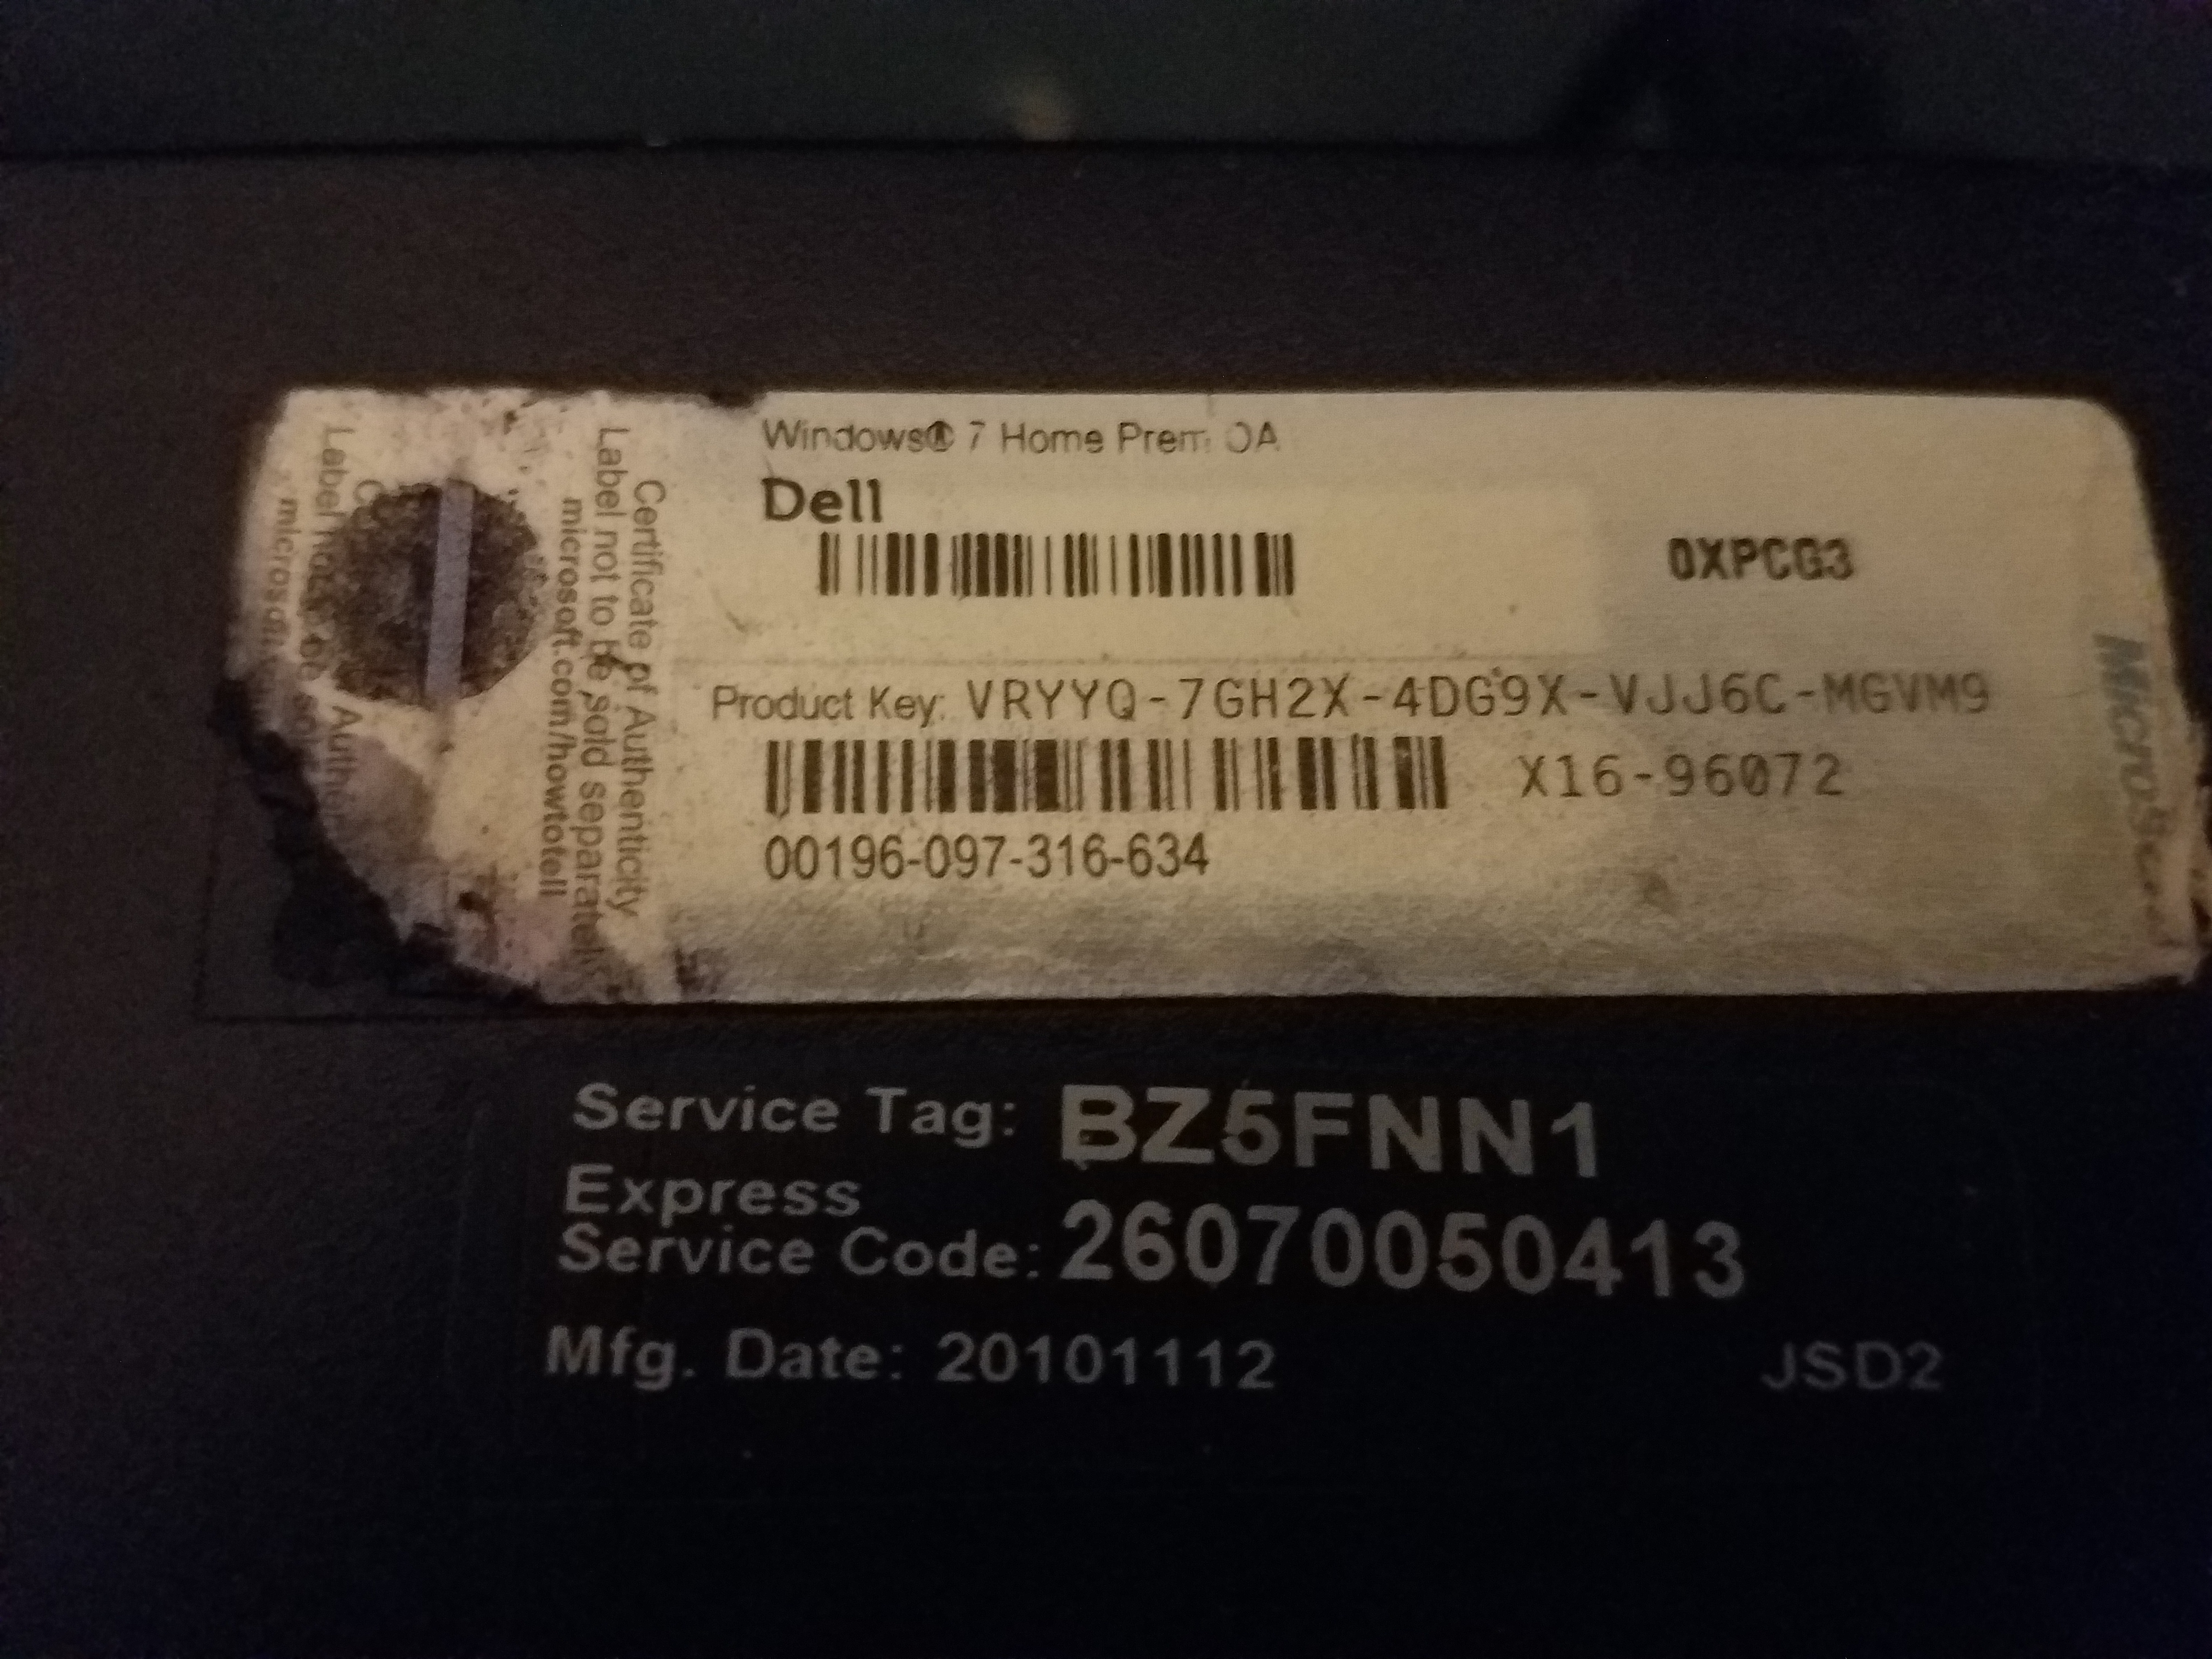 Windows® 7 Home Prem OA
Dell
0XPCG3
Product Key: VRYYQ-7GH2X-4DG9X-VJJ6C-MGVM9
X16-96072
00196-097-316-634
Certificate of Authenticity
Label not to be sold separately
microsoft.com/howtotell
Microsoft
Service Tag: BZ5FNN1
Express
Service Code: 26070050413
Mfg. Date: 20101112
JSD2